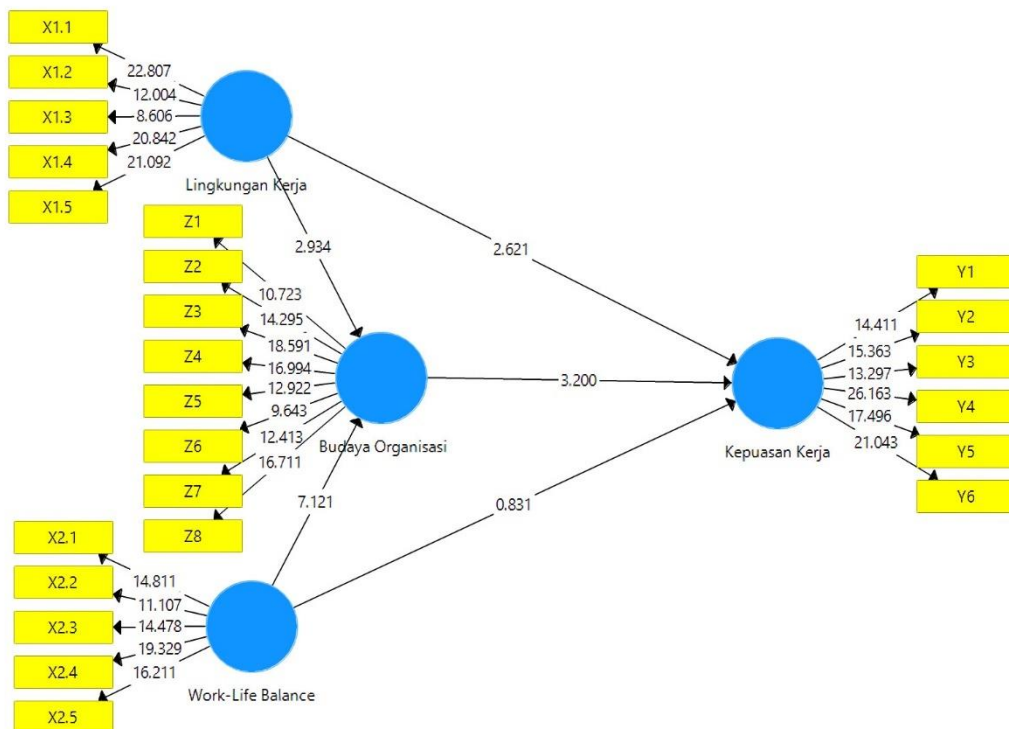 X1.1
X1.2
X1.3
X1.4
X1.5
22.807
12.004
8.606
20.842
21.092
Lingkungan Kerja
Z1
Z2
Z3
Z4
Z5
Z6
Z7
Z8
10.723
14.295
18.591
16.994
12.922
9.643
12.413
16.711
Budaya Organisasi
2.934
2.621
3.200
7.121
0.831
X2.1
X2.2
X2.3
X2.4
X2.5
14.811
11.107
14.478
19.329
16.211
Work-Life Balance
Kepuasan Kerja
14.411
15.363
13.297
26.163
17.496
21.043
Y1
Y2
Y3
Y4
Y5
Y6